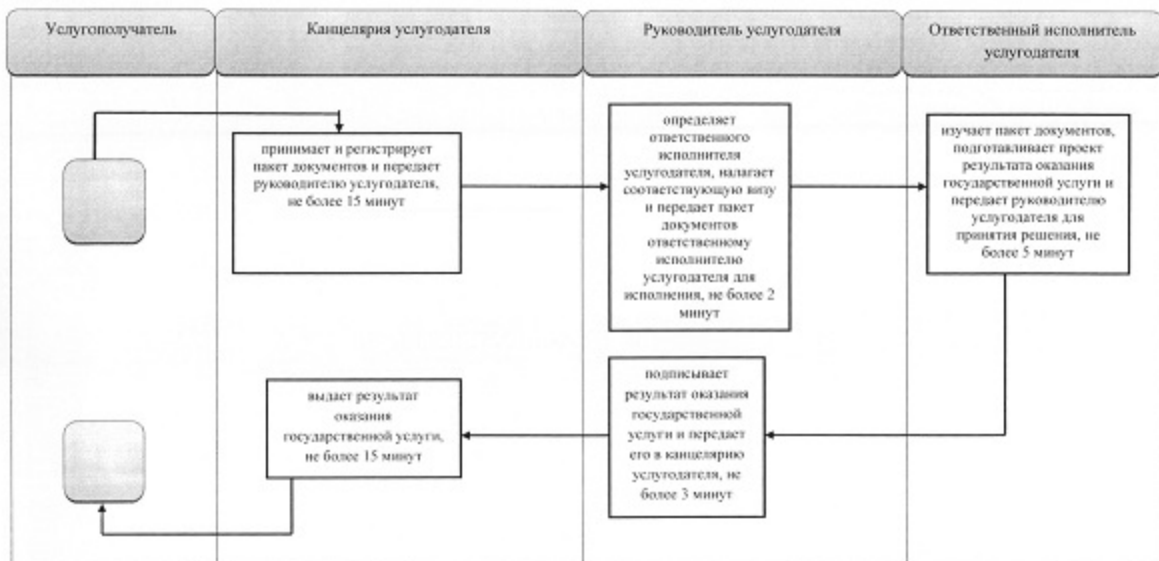 Услугополучатель
Канцелярия услугодателя
Руководитель услугодателя
Ответственный исполнитель
услугодателя
принимает и регистрирует
пакет документов и передает
руководителю услугодателя,
не более 15 минут
определяет
ответственного
исполнителя
услугодателя, налагает
соответствующую визу
и передает пакет
документов
ответственному
исполнителю
услугодателя для
исполнения, не более 2
минут
изучает пакет документов,
подготавливает проект
результата оказания
государственной услуги и
передает руководителю
услугодателя для
принятия решения, не
более 5 минут
подписывает
результат оказания
государственной
услуги и передает
его в канцелярию
услугодателя, не
более 3 минут
выдает результат
оказания
государственной услуги,
не более 15 минут